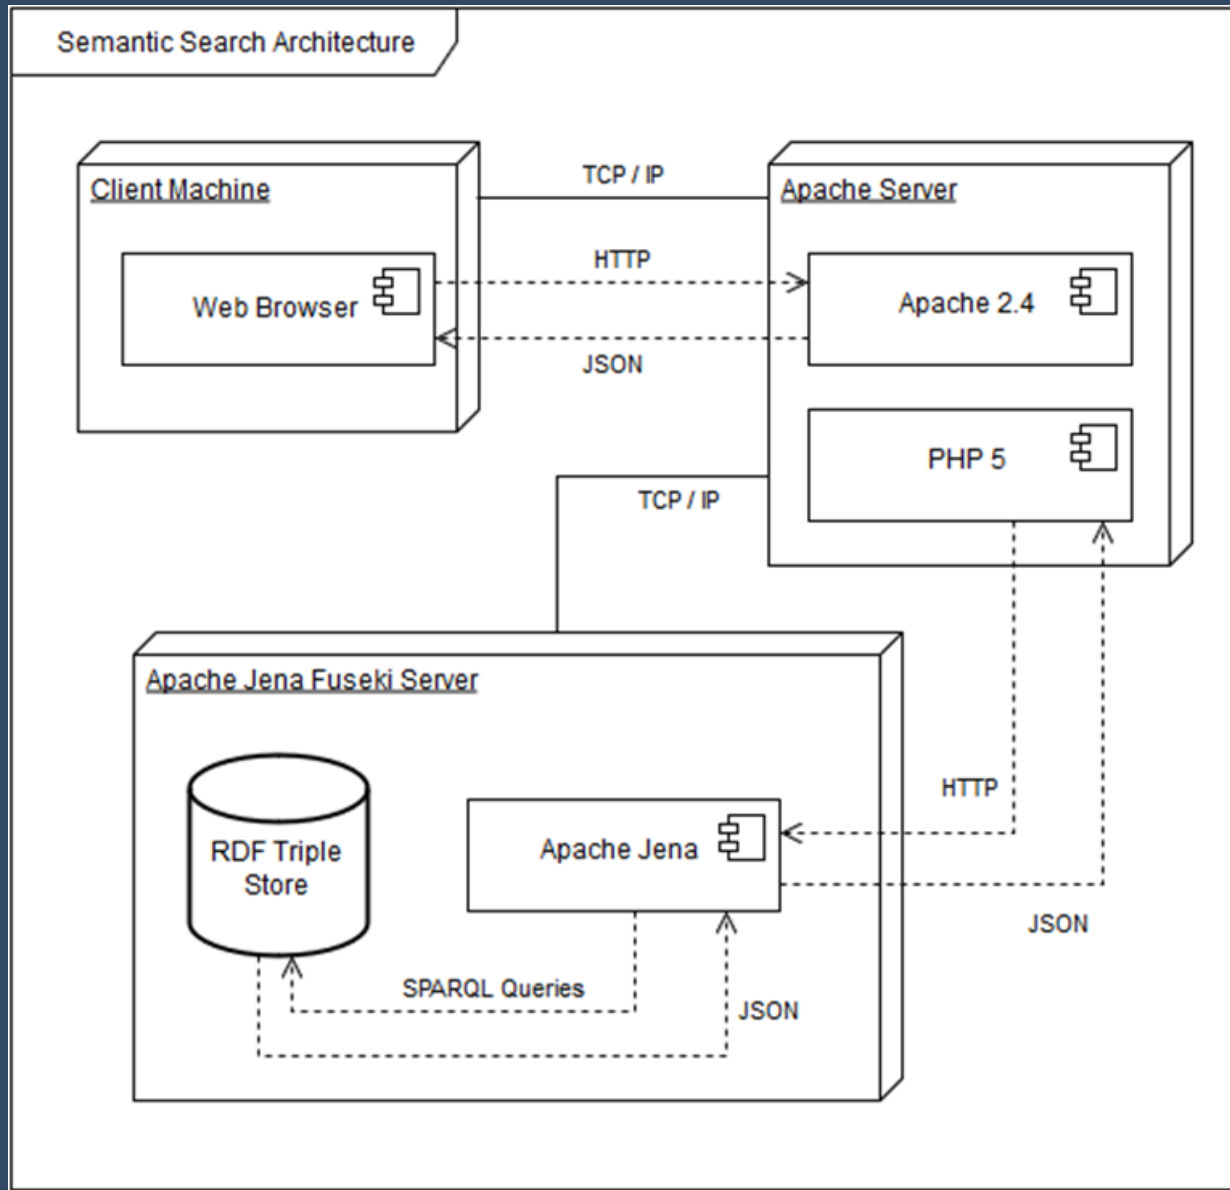 Semantic Search Architecture
Client Machine
TCP / IP
Apache Server
Web Browser
HTTP
JSON
Apache 2.4
PHP 5
TCP / IP
Apache Jena Fuseki Server
RDF Triple
Store
Apache Jena
HTTP
JSON
SPARQL Queries
JSON